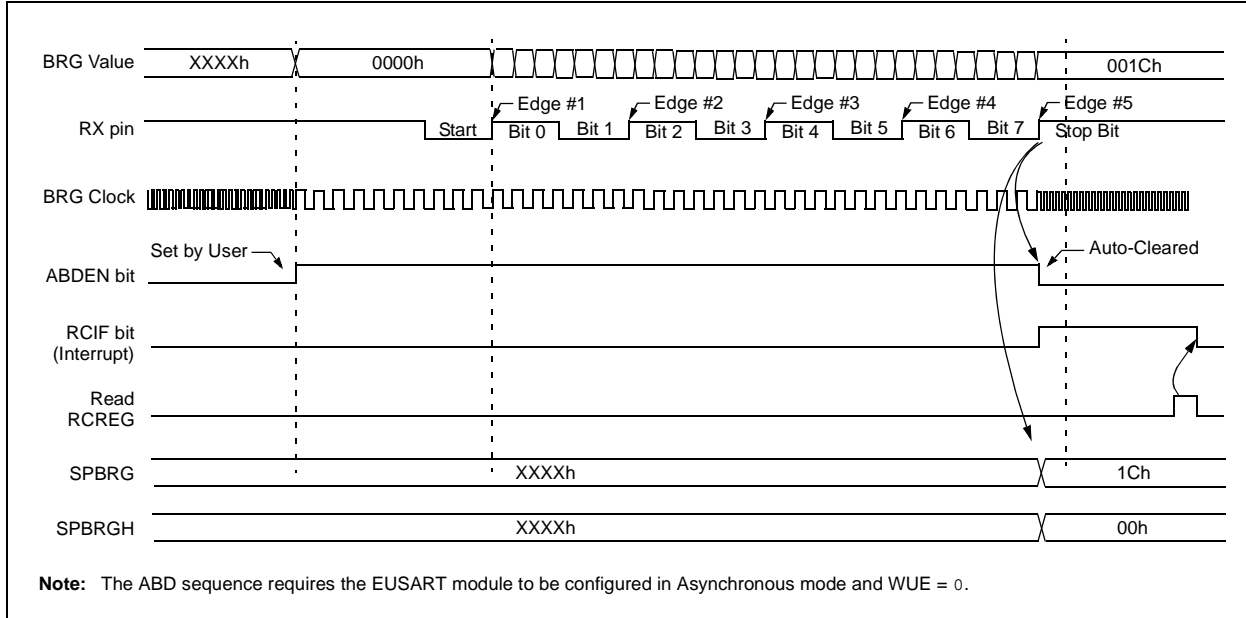 BRG Value XXXXh 0000h 001Ch
Edge #1 Edge #2 Edge #3 Edge #4 Edge #5
RX pin Start Bit 0 Bit 1 Bit 2 Bit 3 Bit 4 Bit 5 Bit 6 Bit 7 Stop Bit
BRG Clock
Set by User Auto-Cleared
ABDEN bit
RCIF bit
(Interrupt)
Read
RCREG
SPBRG XXXXh 1Ch
SPBRGH XXXXh 00h
Note: The ABD sequence requires the EUSART module to be configured in Asynchronous mode and WUE = 0.